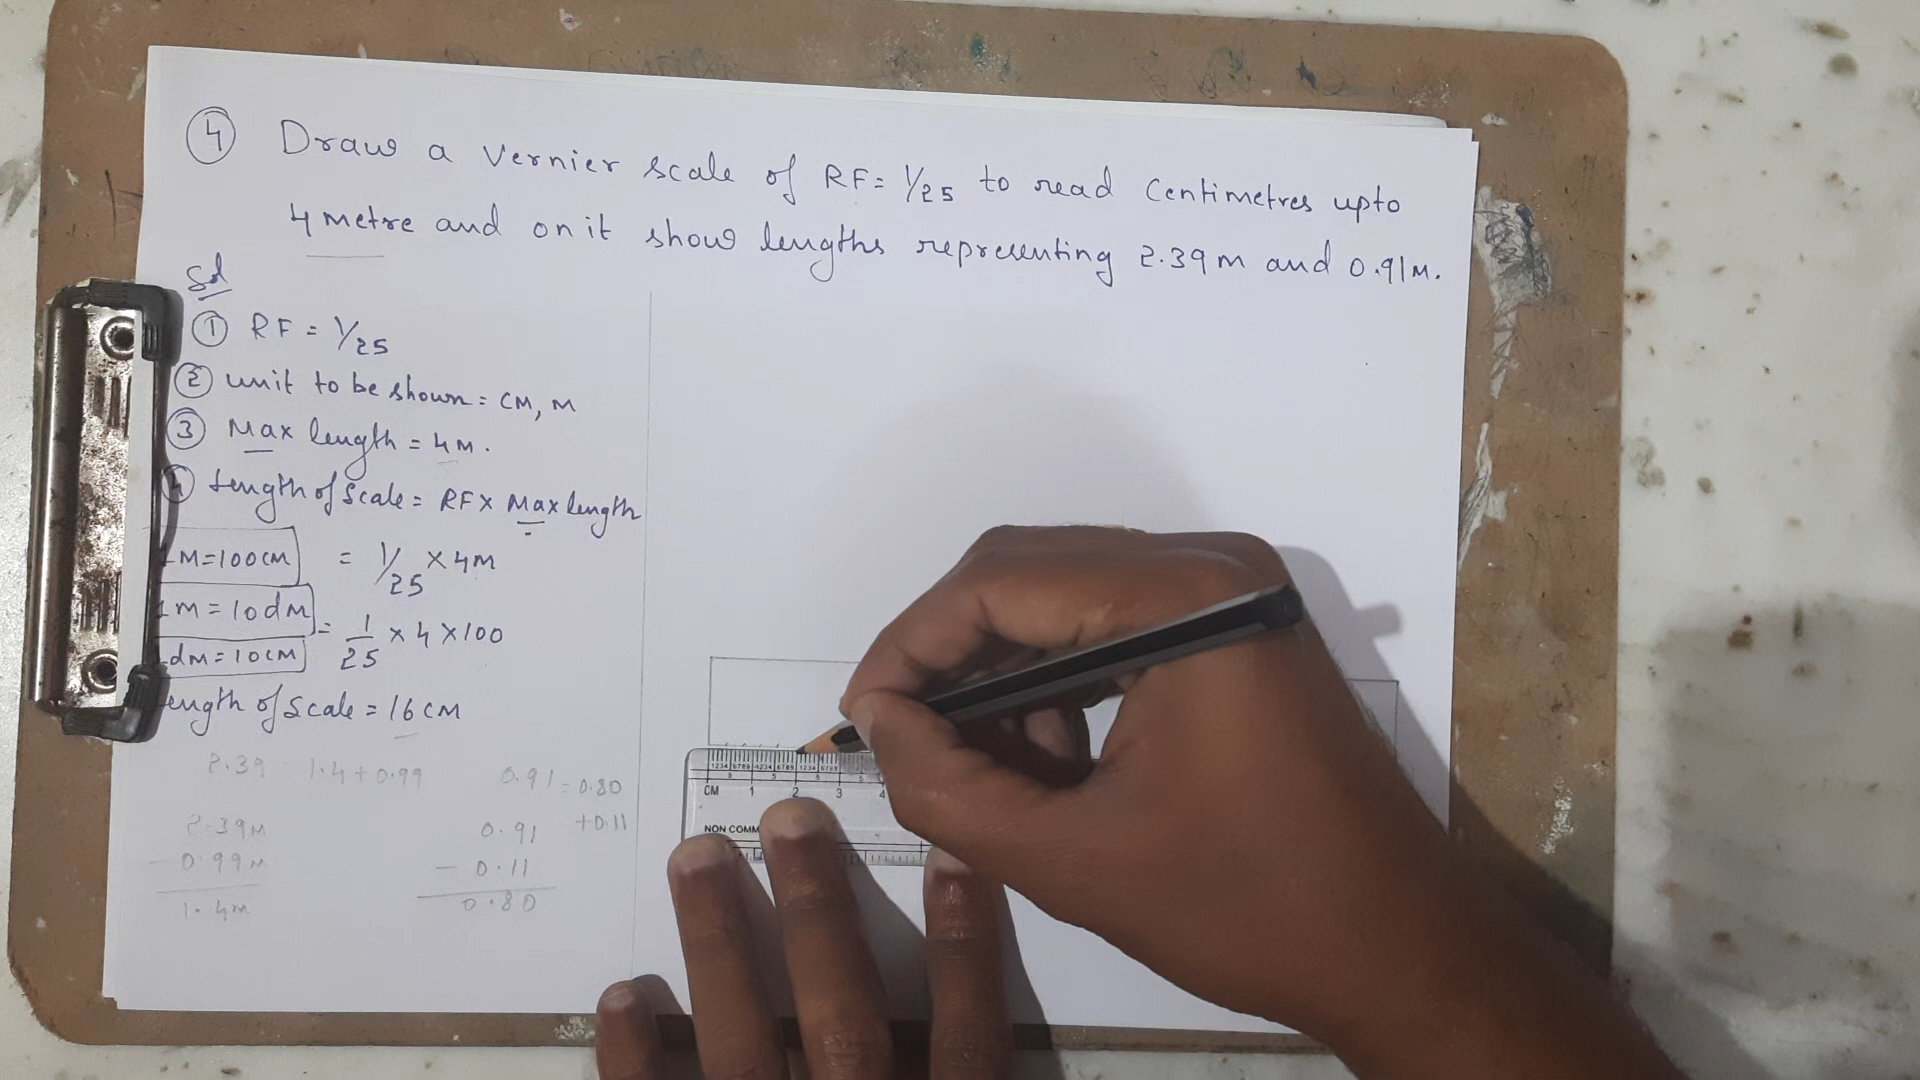 ④ Draw a vernier scale of RF= 1/25 to read centimetres upto
4 metre and on it show lengths representing 2.39m and 0.91m.
Sol
① RF = 1/25
② unit to be shown = cm, m
③ Max length = 4m.
④ Length of scale = RF x Max length
1m=100cm = 1/25 x 4m
1m = 10dm = 1/25 x 4 x 100
1dm = 10cm
Length of scale = 16 cm
2.39 1.4+0.99 0.91 = 0.80
+0.11
2.39m 0.91
- 0.99m - 0.11
1.4m 0.80
CM 1 2 3 4
NON COMM